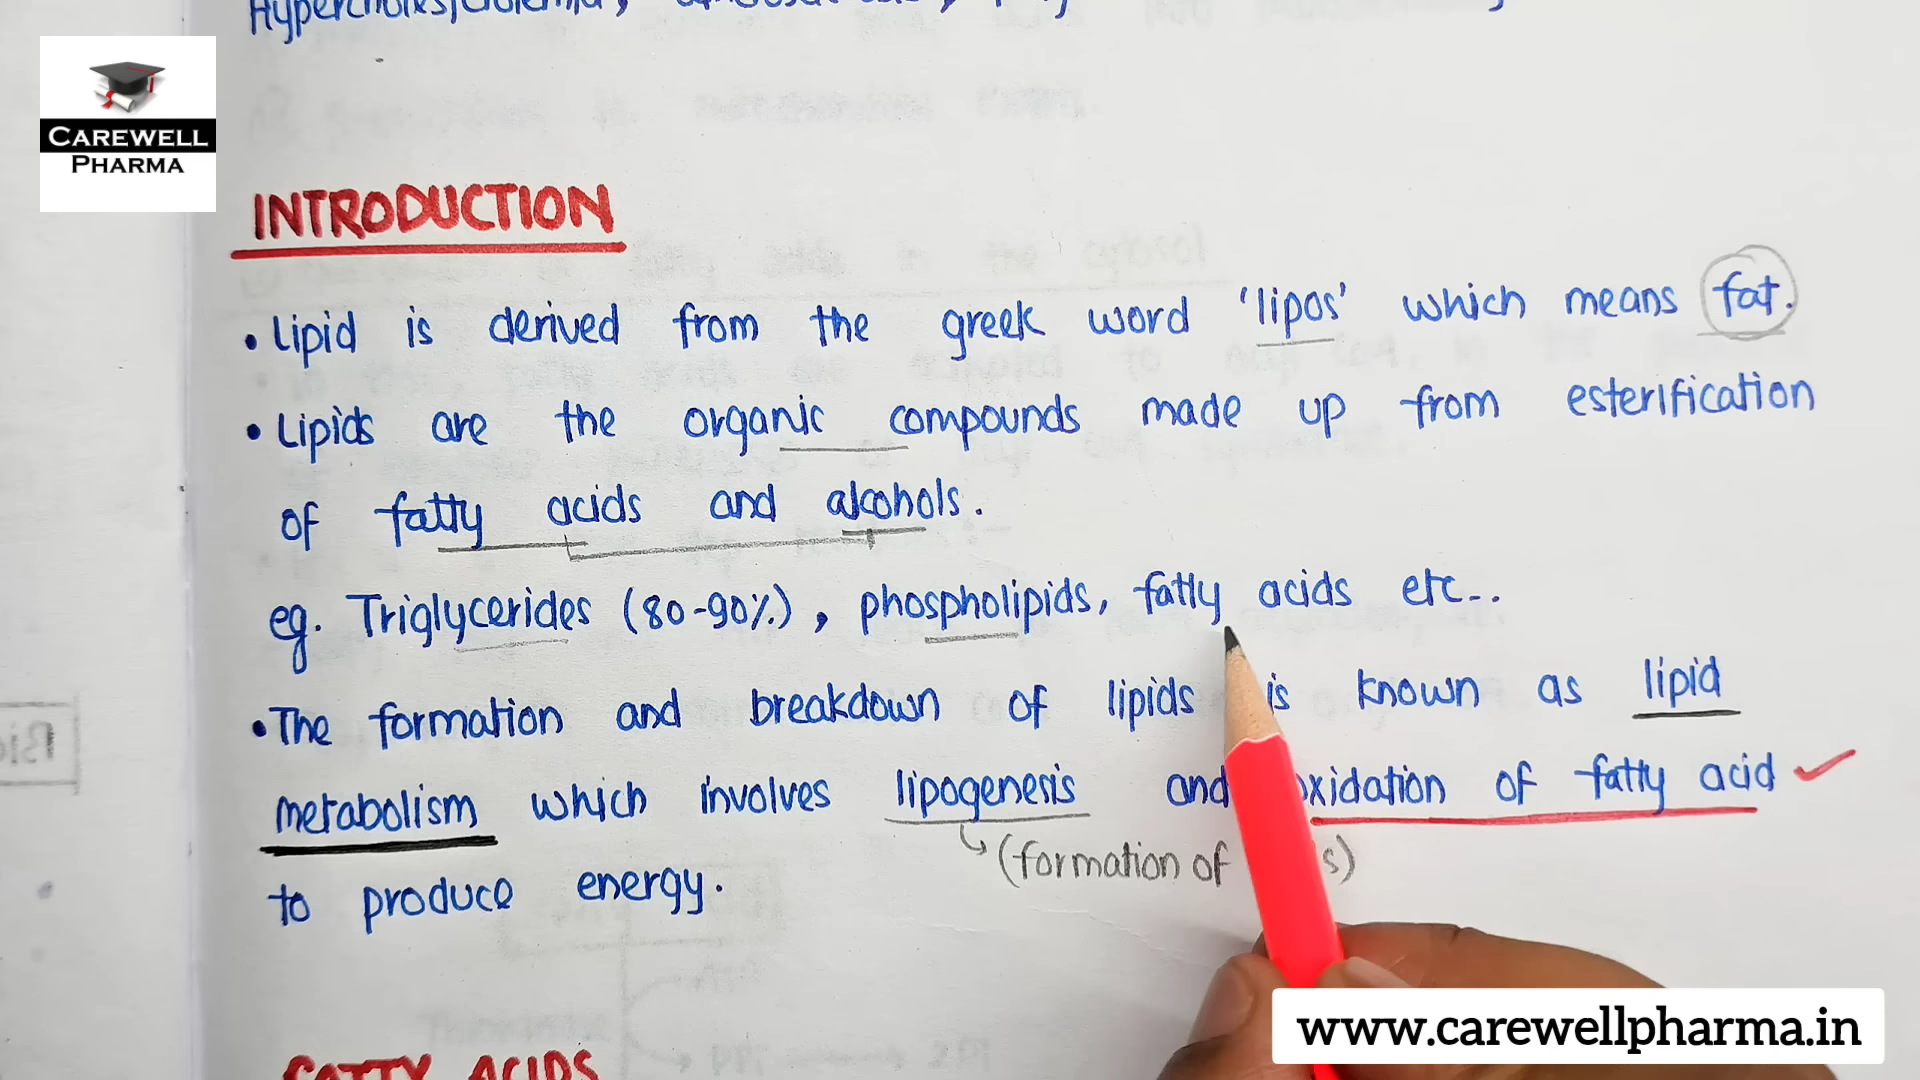 CAREWELL
PHARMA
INTRODUCTION
• Lipid is derived from the greek word 'lipos' which means fat.
• Lipids are the organic compounds made up from esterification
of fatty acids and alcohols.
eg. Triglycerides (80-90%), phospholipids, fatty acids etc..
• The formation and breakdown of lipids is known as lipid
metabolism which involves lipogenesis and oxidation of fatty acid
(formation of
to produce energy.
FATTY ACIDS
www.carewellpharma.in